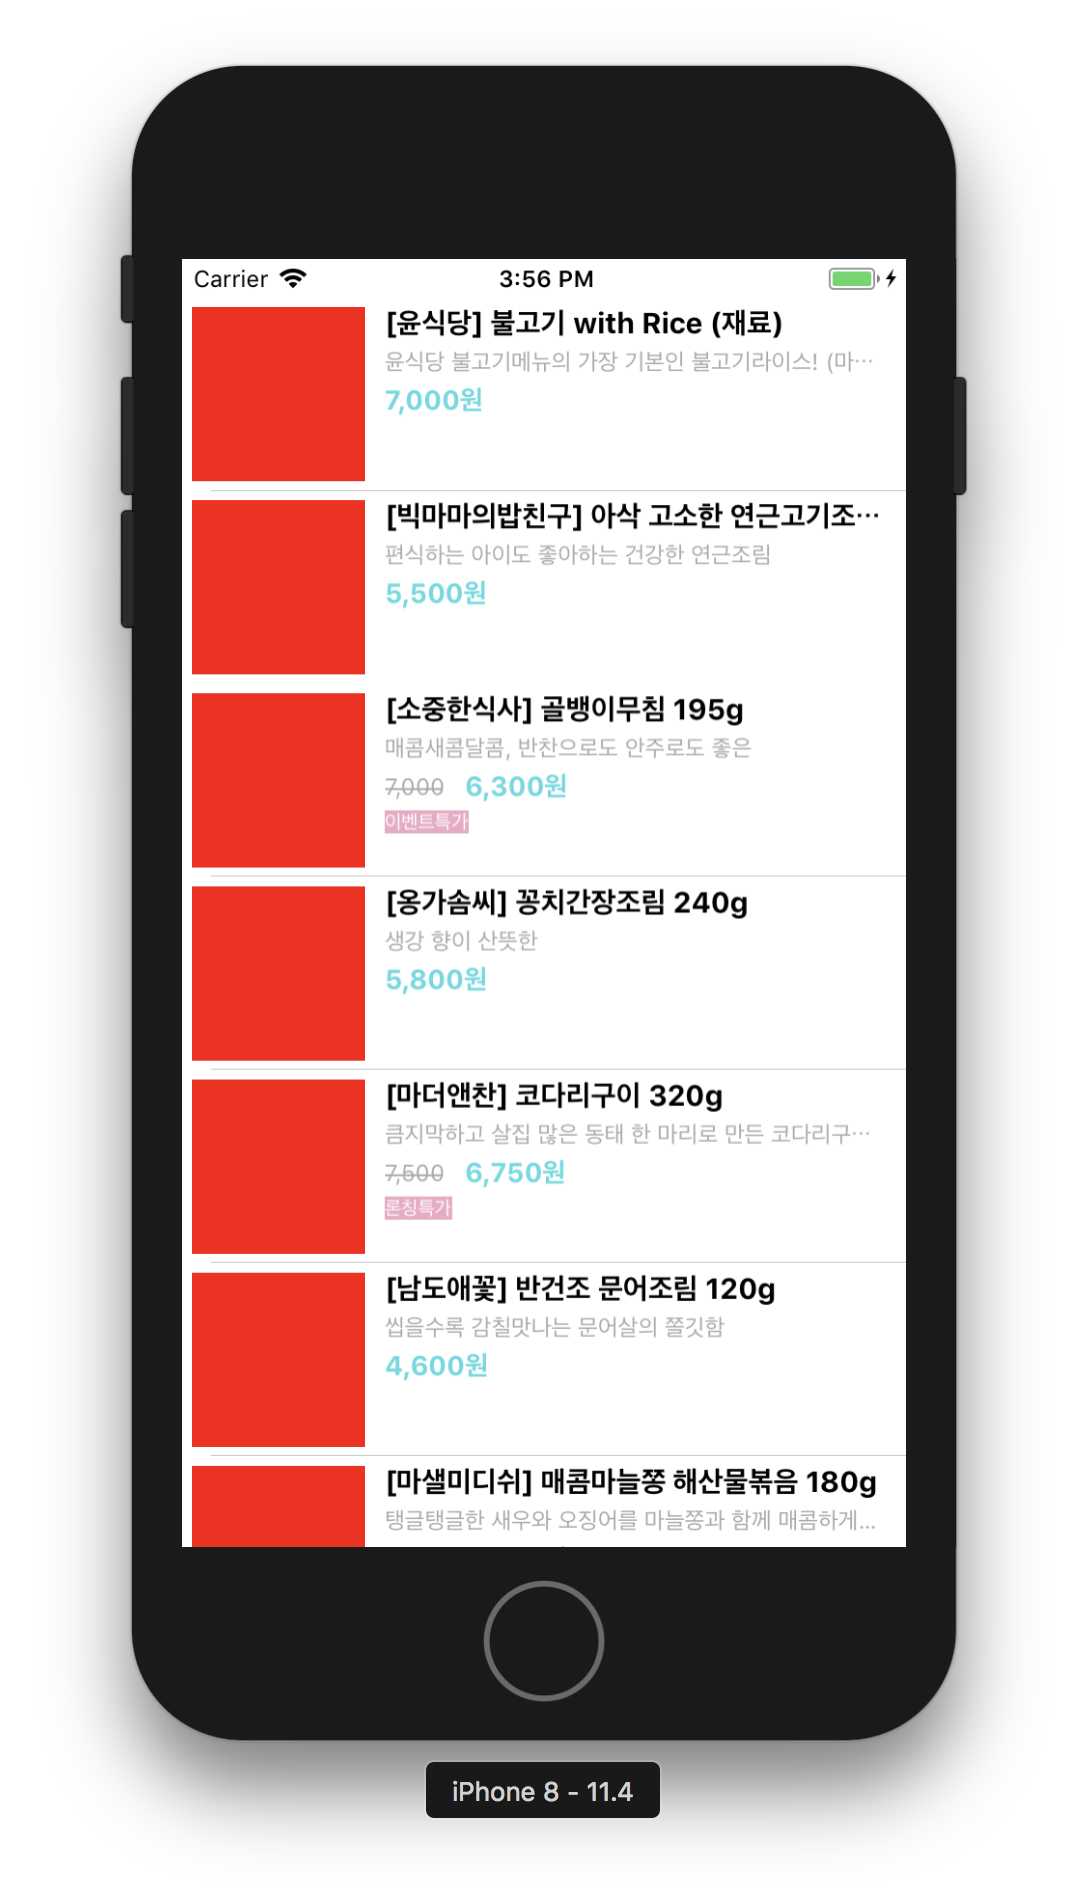 Carrier 3:56 PM
[윤식당] 불고기 with Rice (재료)
윤식당 불고기메뉴의 가장 기본인 불고기라이스! (마…
7,000원
[빅마마의밥친구] 아삭 고소한 연근고기조…
편식하는 아이도 좋아하는 건강한 연근조림
5,500원
[소중한식사] 골뱅이무침 195g
매콤새콤달콤, 반찬으로도 안주로도 좋은
7,000 6,300원
이벤트특가
[옹가솜씨] 꽁치간장조림 240g
생강 향이 산뜻한
5,800원
[마더앤찬] 코다리구이 320g
큼지막하고 살집 많은 동태 한 마리로 만든 코다리구…
7,500 6,750원
론칭특가
[남도애꽃] 반건조 문어조림 120g
씹을수록 감칠맛나는 문어살의 쫄깃함
4,600원
[마샐미디쉬] 매콤마늘쫑 해산물볶음 180g
탱글탱글한 새우와 오징어를 마늘쫑과 함께 매콤하게...
iPhone 8 - 11.4